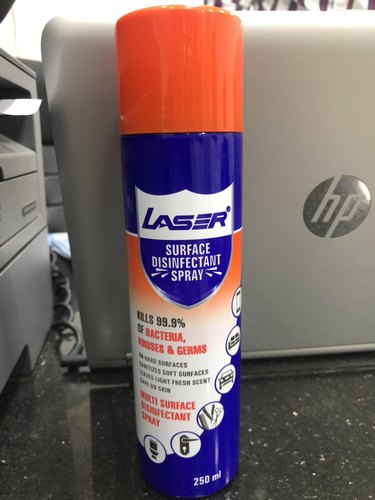 LASER®
SURFACE
DISINFECTANT
SPRAY
KILLS 99.9%
OF BACTERIA,
VIRUSES & GERMS
ON HARD SURFACES
SANITIZES SOFT SURFACES
LEAVES LIGHT FRESH SCENT
SAFE ON SKIN
MULTI SURFACE
DISINFECTANT
SPRAY
250 ml
hp